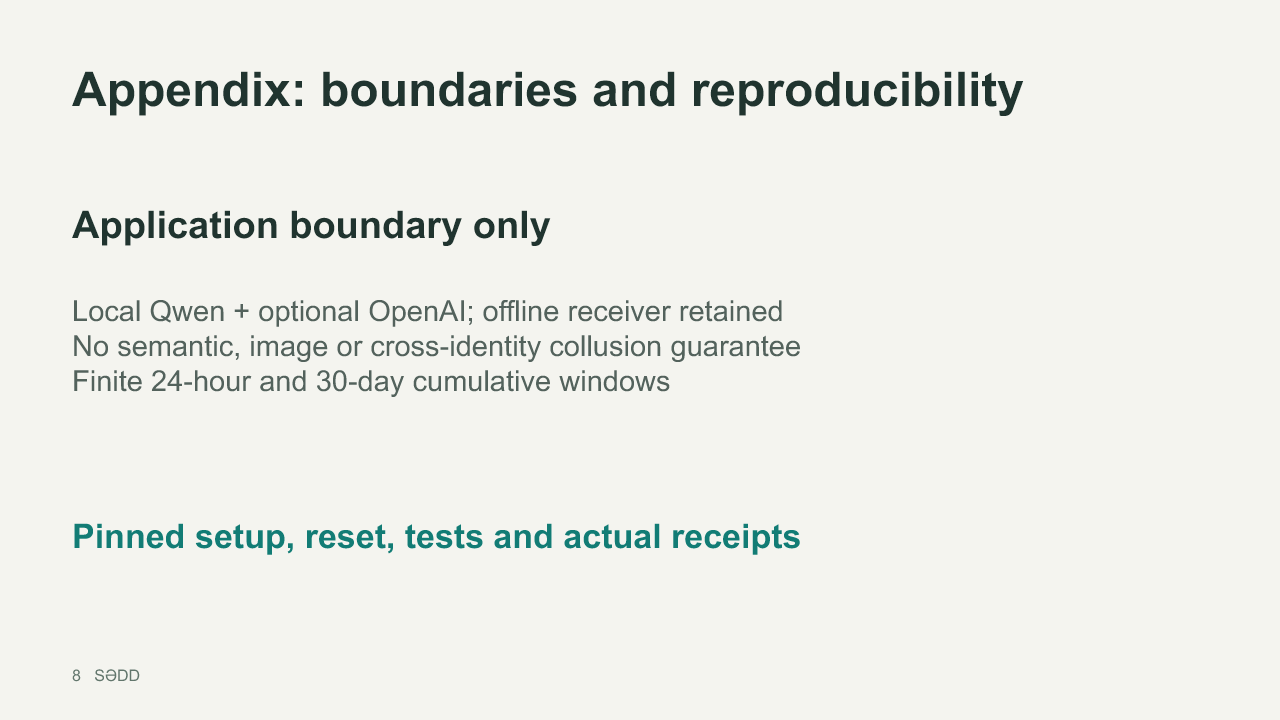 Appendix: boundaries and reproducibility
Application boundary only
Local Qwen + optional OpenAI; offline receiver retained
No semantic, image or cross-identity collusion guarantee
Finite 24-hour and 30-day cumulative windows
Pinned setup, reset, tests and actual receipts
8 SƏDD